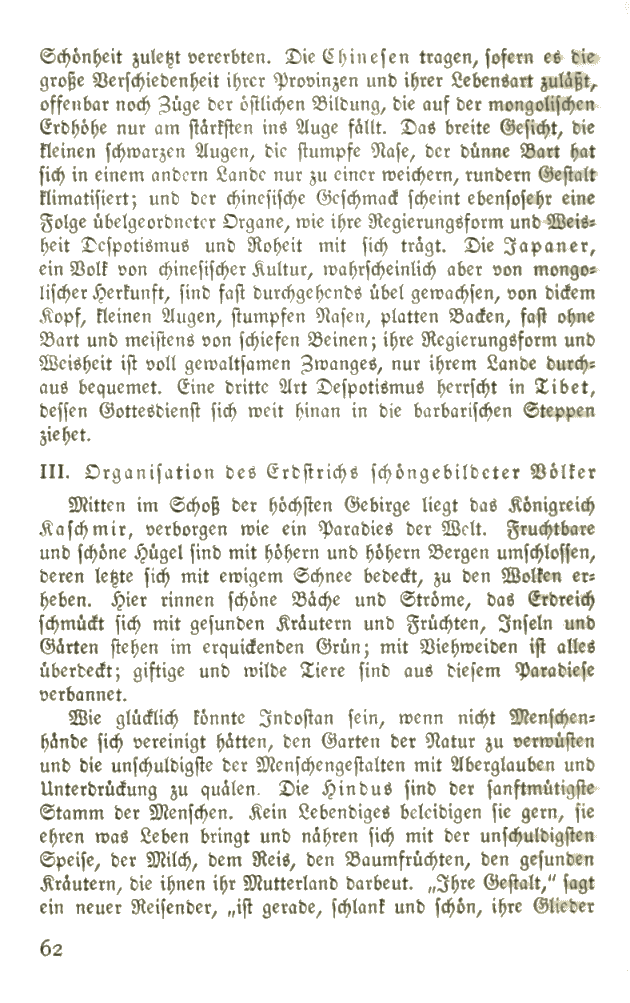 Schönheit zuletzt vererbten. Die Chinesen tragen, sofern es die
große Verschiedenheit ihrer Provinzen und ihrer Lebensart zuläßt,
offenbar noch Züge der östlichen Bildung, die auf der mongolischen
Erdhöhe nur am stärksten ins Auge fällt. Das breite Gesicht, die
kleinen schwarzen Augen, die stumpfe Nase, der dünne Bart hat
sich in einem andern Lande nur zu einer weichern, rundern Gestalt
klimatisiert; und der chinesische Geschmack scheint ebensosehr eine
Folge übelgeordneter Organe, wie ihre Regierungsform und Weis-
heit Despotismus und Roheit mit sich trägt. Die Japaner,
ein Volk von chinesischer Kultur, wahrscheinlich aber von mongo-
lischer Herkunft, sind fast durchgehends übel gewachsen, von dickem
Kopf, kleinen Augen, stumpfen Nasen, platten Backen, fast ohne
Bart und meistens von schiefen Beinen; ihre Regierungsform und
Weisheit ist voll gewaltsamen Zwanges, nur ihrem Lande durch-
aus bequemet. Eine dritte Art Despotismus herrscht in Tibet,
dessen Gottesdienst sich weit hinan in die barbarischen Steppen
ziehet.
III. Organisation des Erdstrichs schöngebildeter Völker
Mitten im Schoß der höchsten Gebirge liegt das Königreich
Kaschmir, verborgen wie ein Paradies der Welt. Fruchtbare
und schöne Hügel sind mit höhern und höhern Bergen umschlossen,
deren letzte sich mit ewigem Schnee bedeckt, zu den Wolken er-
heben. Hier rinnen schöne Bäche und Ströme, das Erdreich
schmückt sich mit gesunden Kräutern und Früchten, Inseln und
Gärten stehen im erquickenden Grün; mit Viehweiden ist alles
überdeckt; giftige und wilde Tiere sind aus diesem Paradiese
verbannet.
Wie glücklich könnte Indostan sein, wenn nicht Menschen-
hände sich vereinigt hätten, den Garten der Natur zu verwüsten
und die unschuldigste der Menschengestalten mit Aberglauben und
Unterdrückung zu quälen. Die Hindus sind der sanftmütigste
Stamm der Menschen. Kein Lebendiges beleidigen sie gern, sie
ehren was Leben bringt und nähren sich mit der unschuldigsten
Speise, der Milch, dem Reis, den Baumfrüchten, den gesunden
Kräutern, die ihnen ihr Mutterland darbeut. „Ihre Gestalt,“ sagt
ein neuer Reisender, „ist gerade, schlank und schön, ihre Glieder
62